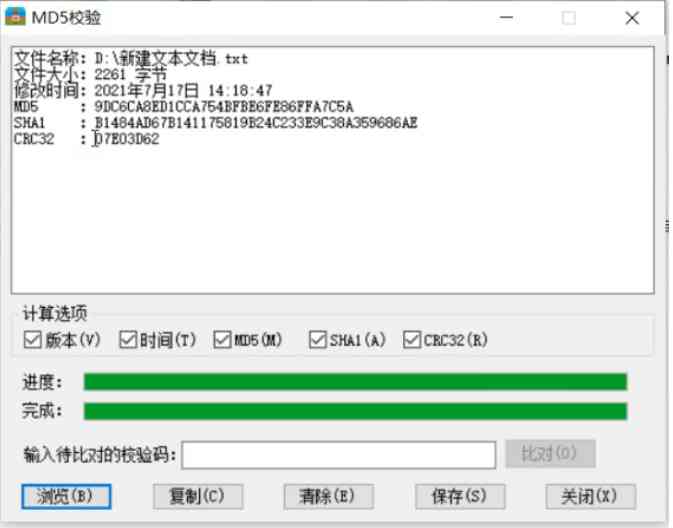 MD5校验
文件名称: D:\新建文本文档.txt
文件大小: 2261 字节
修改时间: 2021年7月17日 14:18:47
MD5     : 9DC6CA8ED1CCA754BFBE6FE86FFA7C5A
SHA1    : B1484AD67B141175819B24C233E9C38A359686AE
CRC32   : D7E03D62
计算选项
版本(V) 时间(T) MD5(M) SHA1(A) CRC32(R)
进度:
完成:
输入待比对的校验码: 比对(O)
浏览(B) 复制(C) 清除(E) 保存(S) 关闭(X)